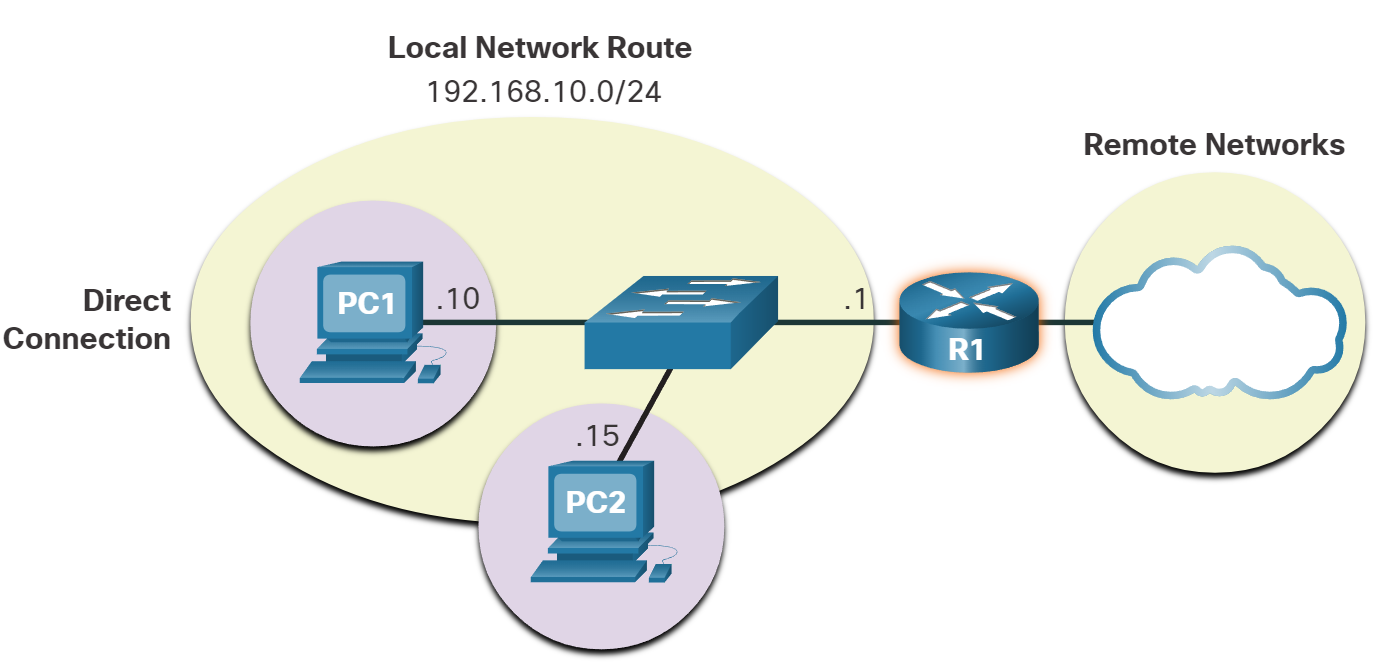 Local Network Route
192.168.10.0/24
Remote Networks
Direct
Connection
PC1
.10
.1
R1
.15
PC2